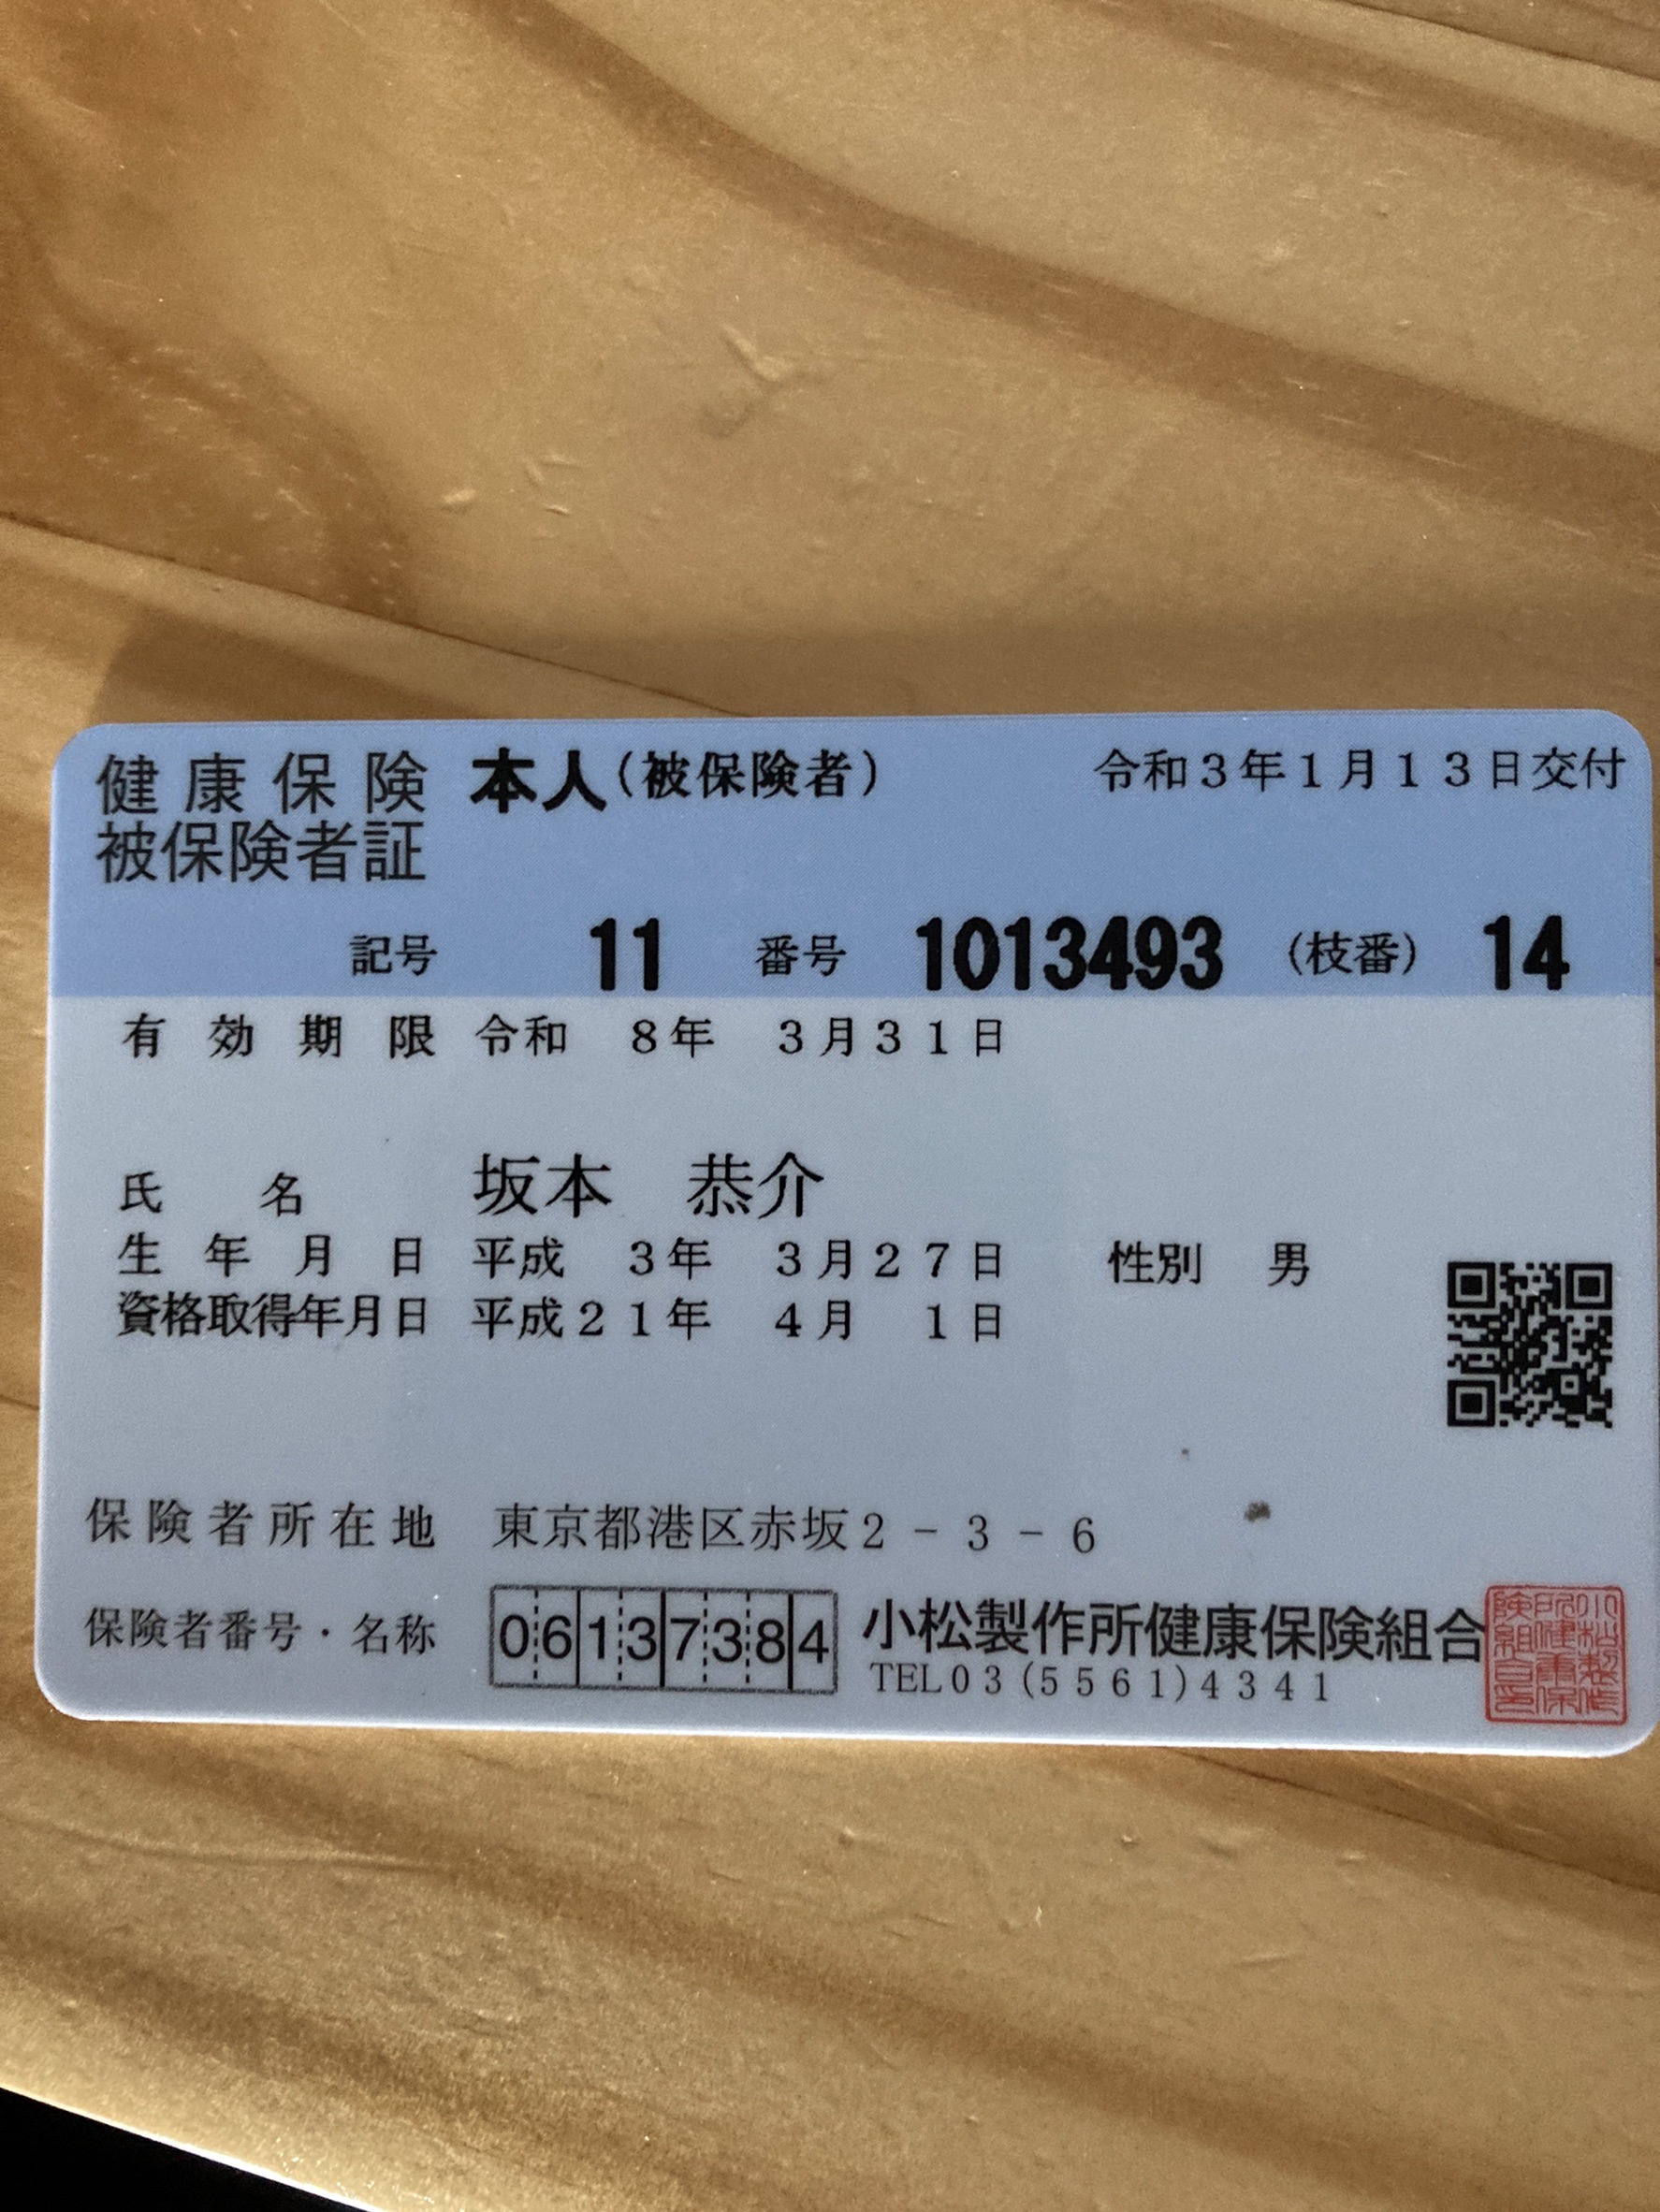 健康保険 本人(被保険者) 令和3年1月13日交付
被保険者証
記号 11 番号 1013493 (枝番) 14
有効期限 令和 8年 3月31日
氏名 坂本 恭介
生年月日 平成 3年 3月27日 性別 男
資格取得年月日 平成21年 4月 1日
保険者所在地 東京都港区赤坂2-3-6
保険者番号・名称 06137384 小松製作所健康保険組合
TEL03(5561)4341